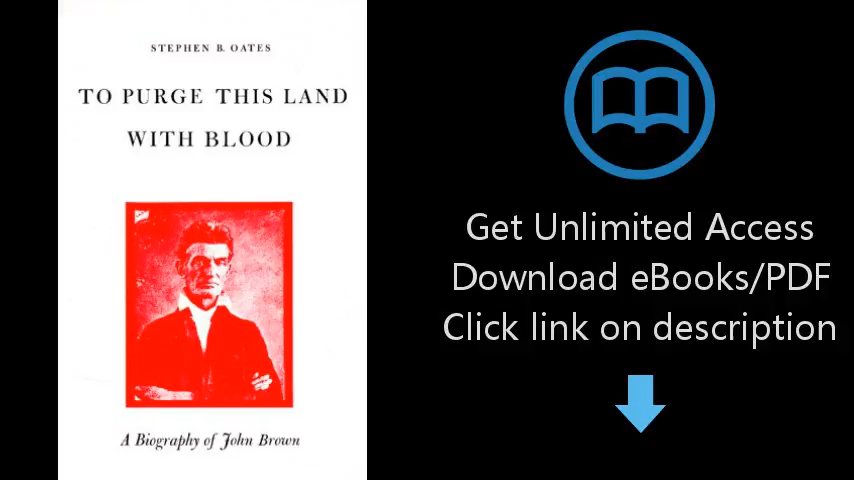 STEPHEN B. OATES
TO PURGE THIS LAND
WITH BLOOD
A Biography of John Brown
Get Unlimited Access
Download eBooks/PDF
Click link on description